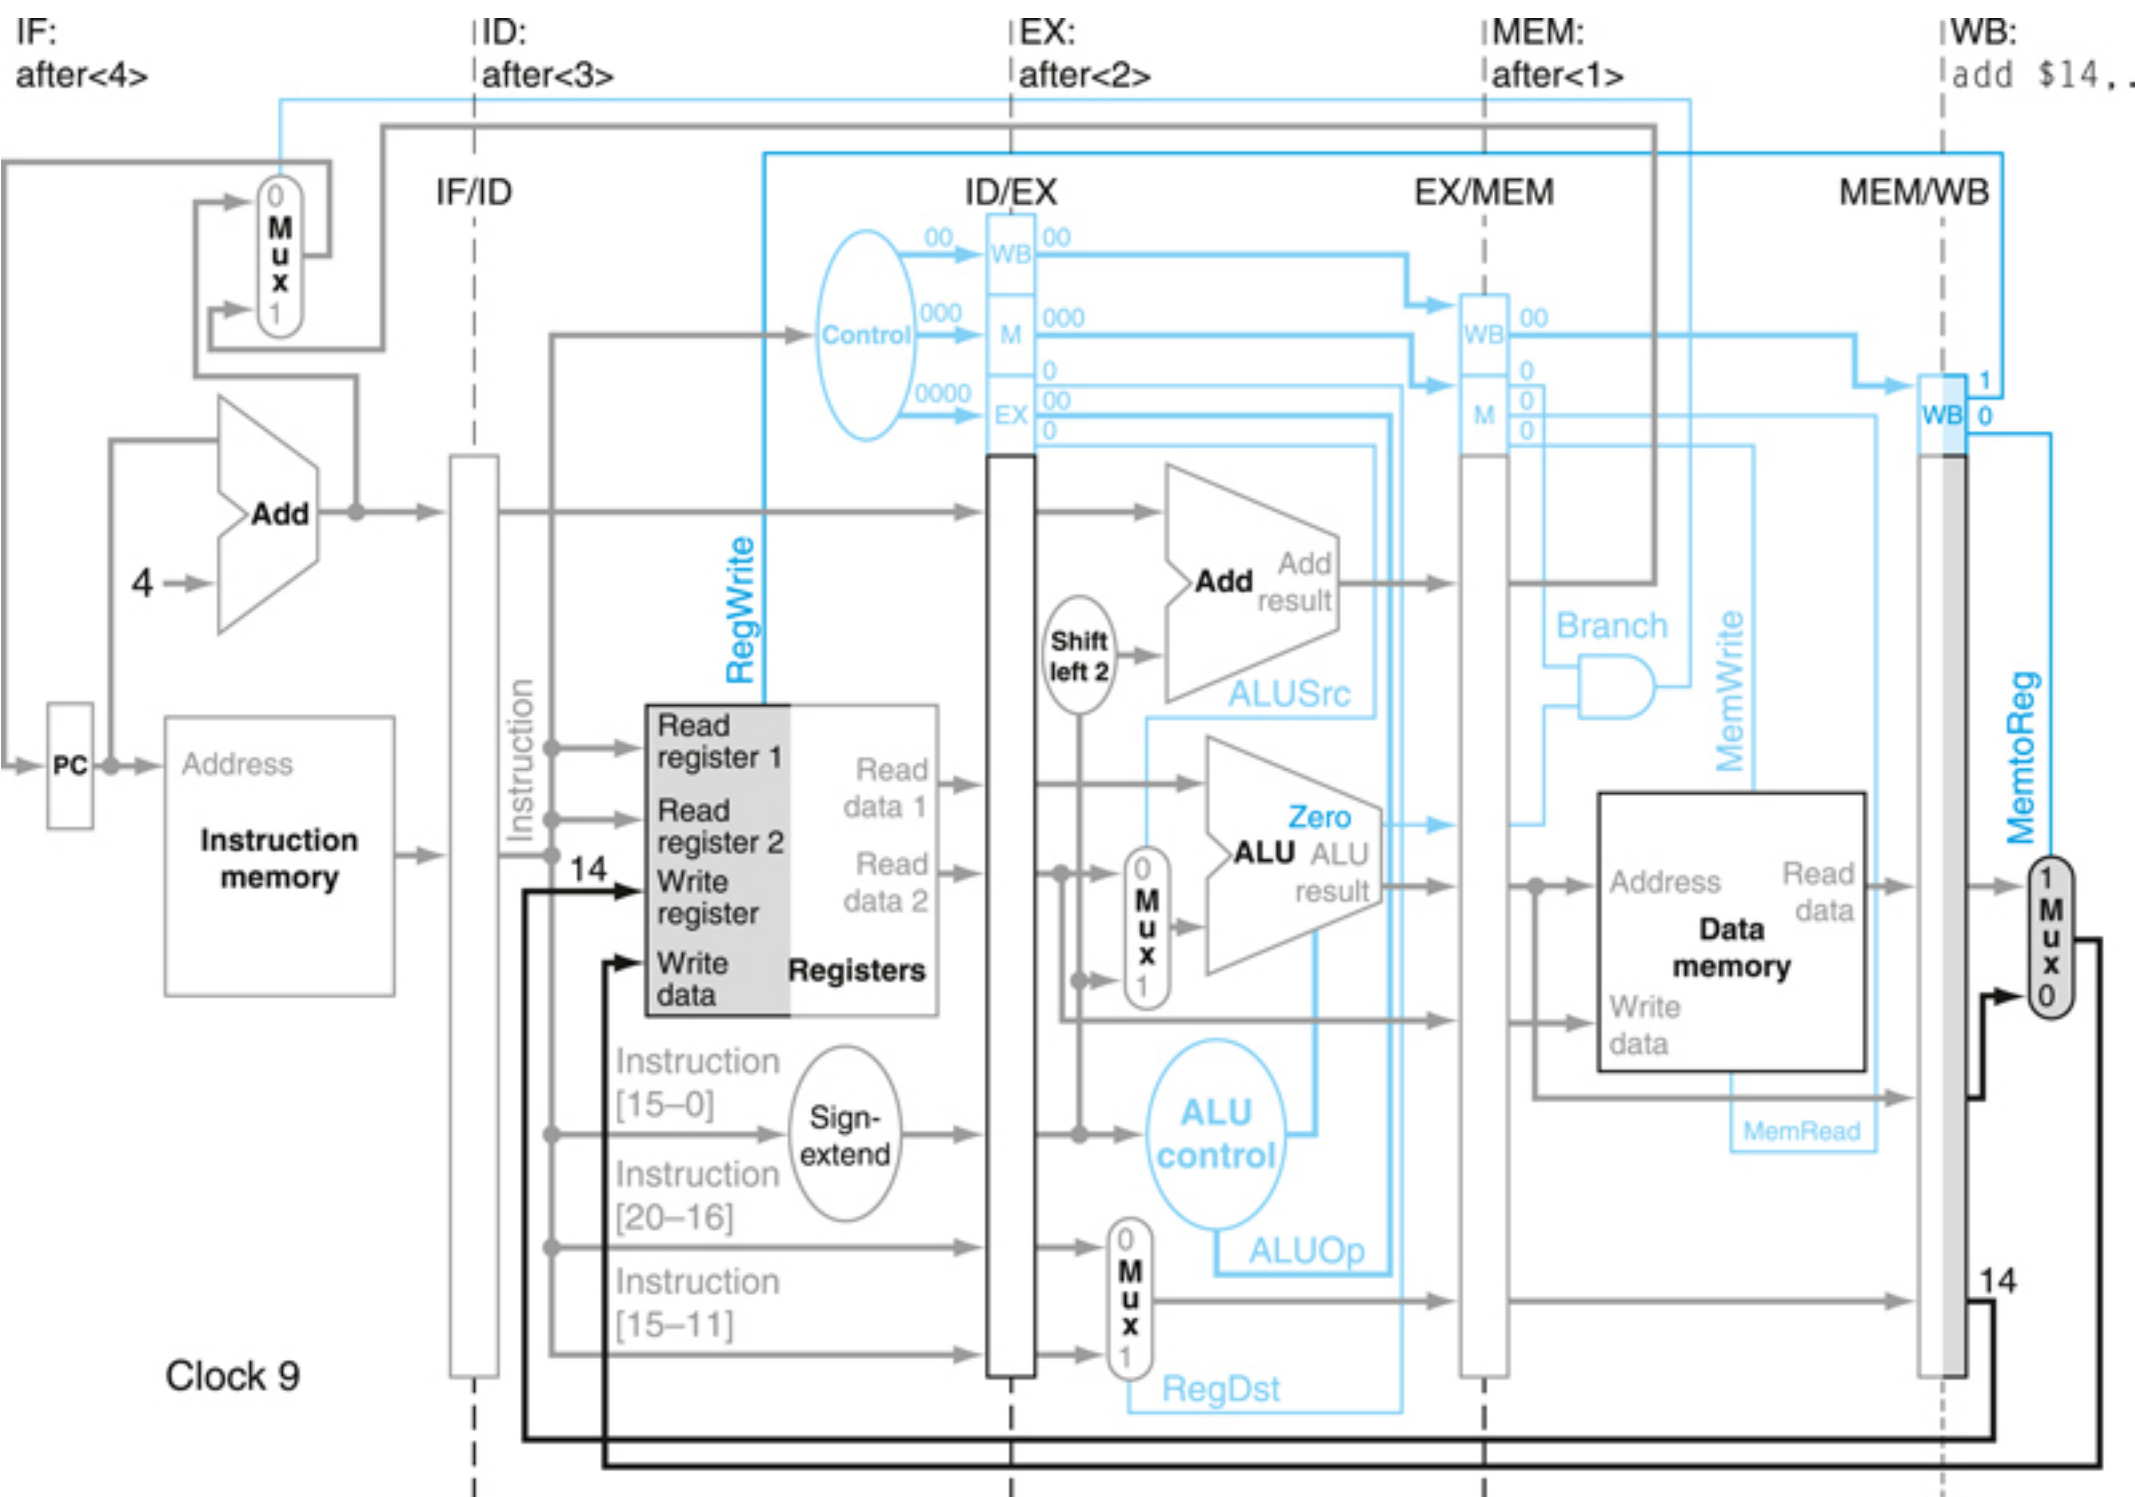 IF:
after<4>
ID:
after<3>
EX:
after<2>
MEM:
after<1>
WB:
add $14, .
IF/ID
ID/EX
EX/MEM
MEM/WB
0
M
u
x
1
Control
00
000
0000
WB
M
EX
00
000
0
00
0
WB
M
00
0
0
0
WB
1
0
Add
4
RegWrite
Add
Add
result
Shift
left 2
Branch
ALUSrc
MemWrite
MemtoReg
PC
Address
Instruction
memory
Instruction
14
Read
register 1
Read
register 2
Write
register
Write
data
Read
data 1
Read
data 2
Registers
0
M
u
x
1
Zero
ALU
ALU
result
Address
Read
data
Data
memory
Write
data
1
M
u
x
0
Instruction
[15–0]
Sign-
extend
ALU
control
MemRead
Instruction
[20–16]
Instruction
[15–11]
0
M
u
x
1
ALUOp
14
RegDst
Clock 9